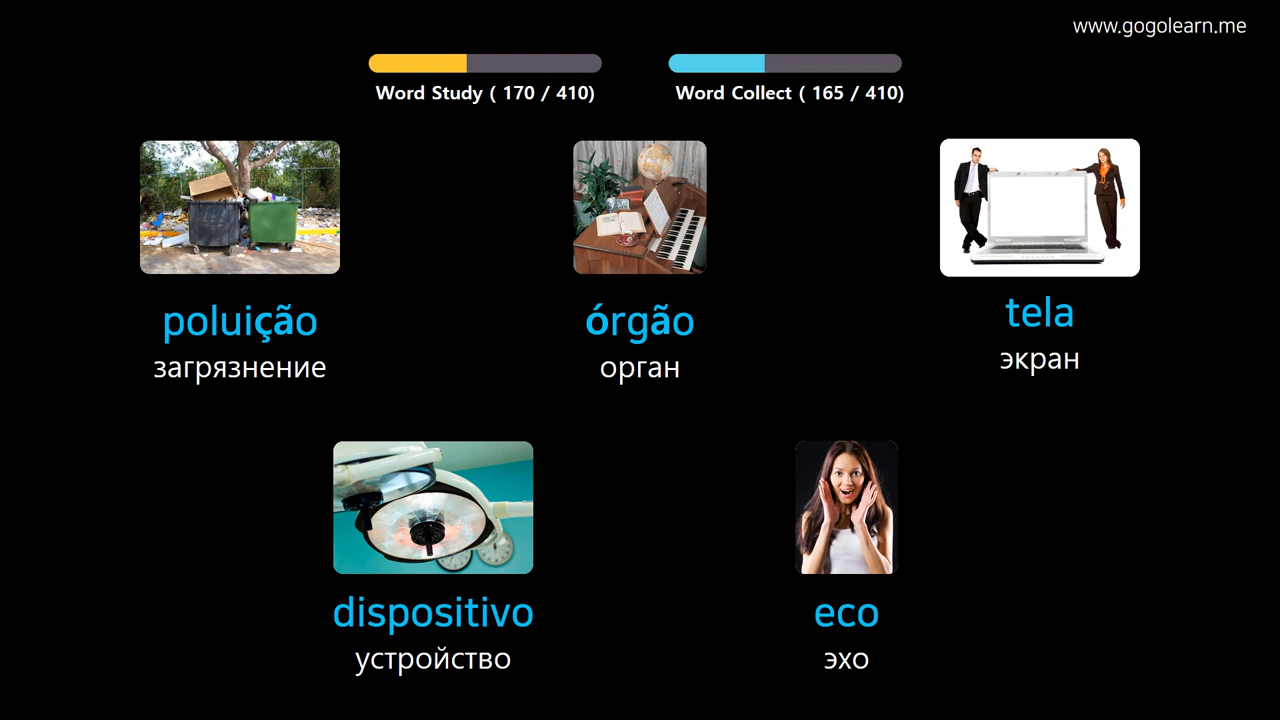 www.gogolearn.me
Word Study ( 170 / 410)
Word Collect ( 165 / 410)
poluição
órgão
tela
загрязнение
орган
экран
dispositivo
eco
устройство
эхо